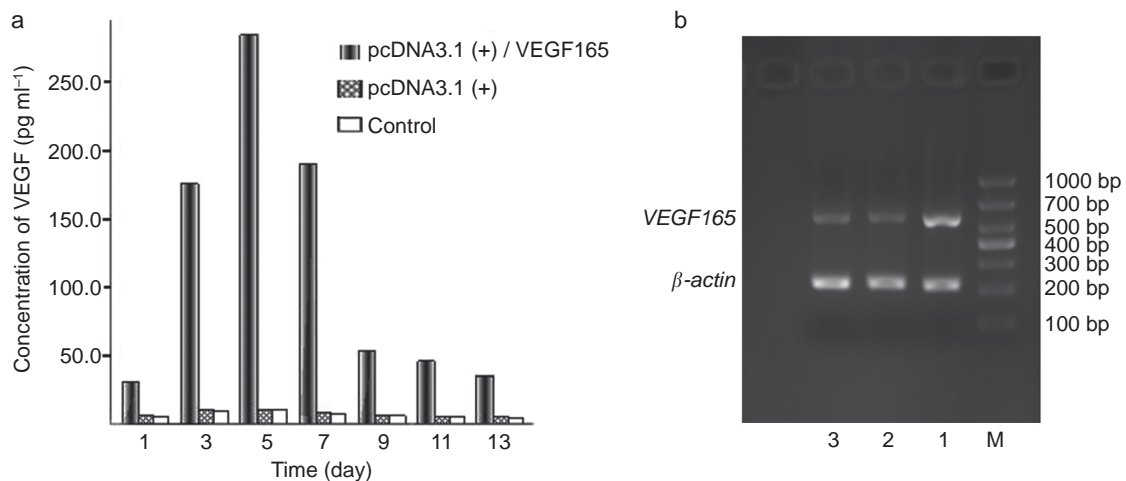 a
Concentration of VEGF (pg ml⁻¹)
250.0
200.0
150.0
100.0
50.0
pcDNA3.1 (+) / VEGF165
pcDNA3.1 (+)
Control
1 3 5 7 9 11 13
Time (day)
b
VEGF165
β-actin
1000 bp
700 bp
500 bp
400 bp
300 bp
200 bp
100 bp
3 2 1 M